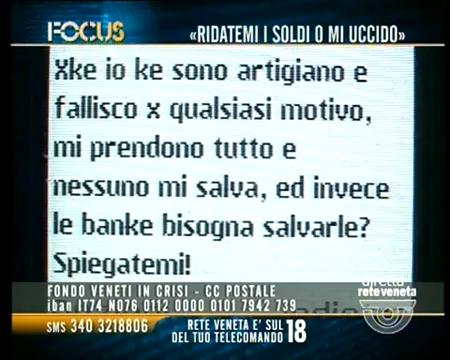 FOCUS
«RIDATEMI I SOLDI O MI UCCIDO»
Xke io ke sono artigiano e
fallisco x qualsiasi motivo,
mi prendono tutto e
nessuno mi salva, ed invece
le banke bisogna salvarle?
Spiegatemi!
diretta
reteveneta
FONDO VENETI IN CRISI - CC POSTALE
iban IT74 N076 0112 0000 0101 7942 739
SMS 340 3218806
RETE VENETA E' SUL
DEL TUO TELECOMANDO 18